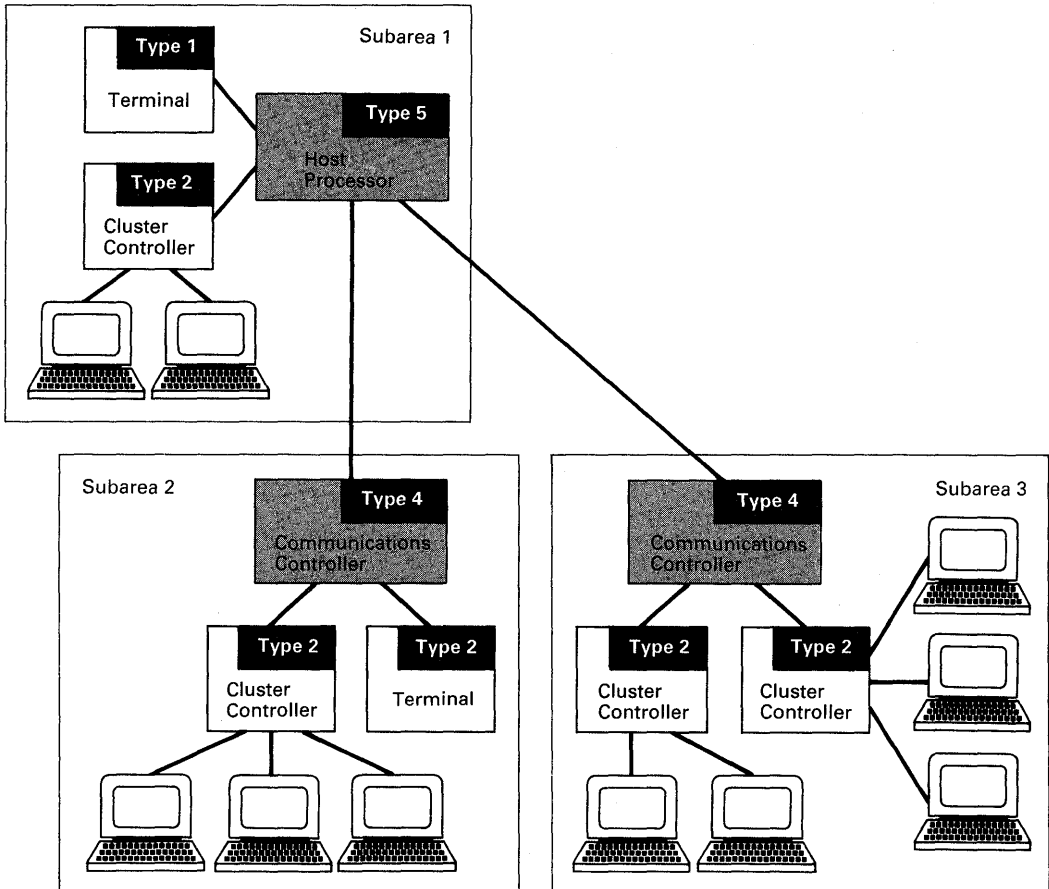 Subarea 1
Type 1
Terminal
Type 5
Host
Processor
Type 2
Cluster
Controller
Subarea 2
Type 4
Communications
Controller
Type 2
Cluster
Controller
Type 2
Terminal
Subarea 3
Type 4
Communications
Controller
Type 2
Cluster
Controller
Type 2
Cluster
Controller